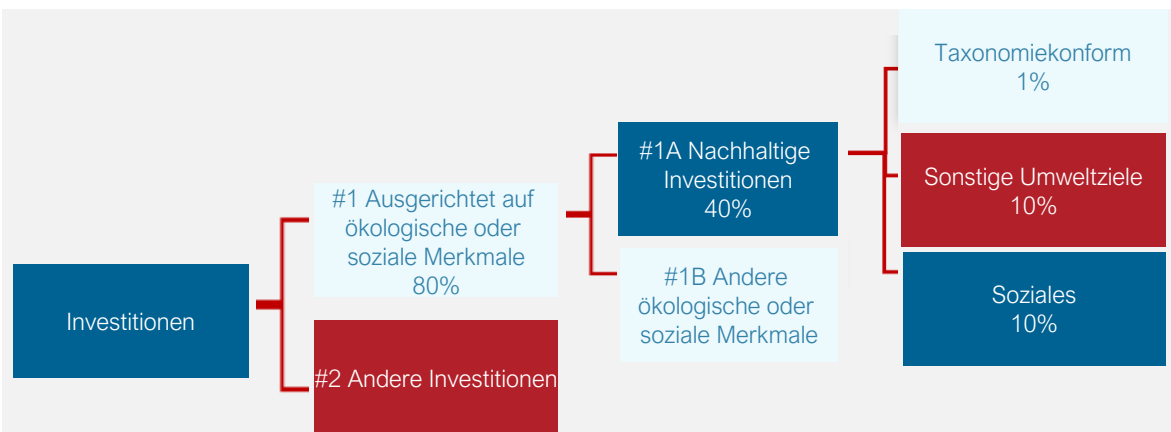 Investitionen
#1 Ausgerichtet auf
ökologische oder
soziale Merkmale
80%
#2 Andere Investitionen
#1A Nachhaltige
Investitionen
40%
#1B Andere
ökologische oder
soziale Merkmale
Taxonomiekonform
1%
Sonstige Umweltziele
10%
Soziales
10%